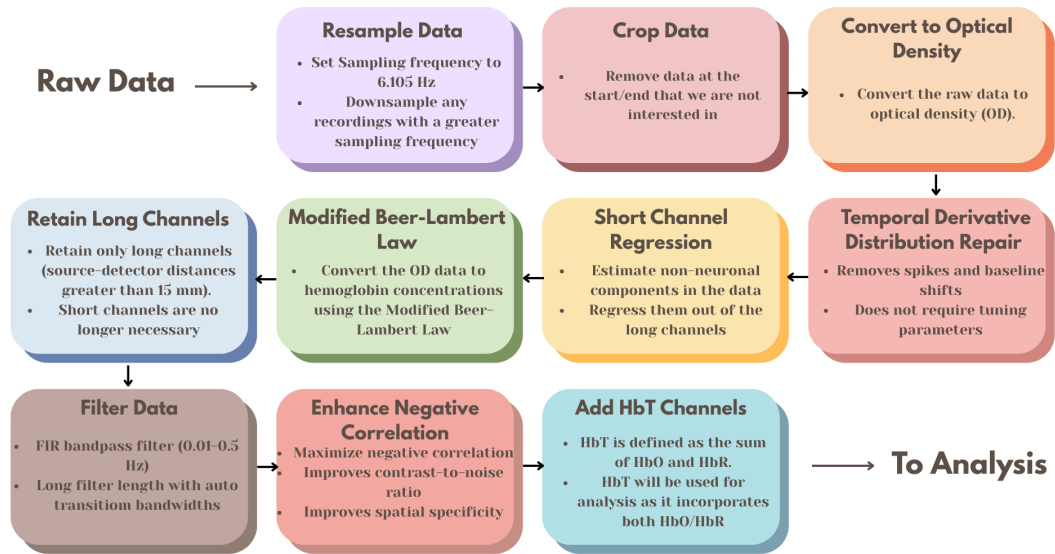 Raw Data
Resample Data
• Set Sampling frequency to
6.105 Hz
• Downsample any
recordings with a greater
sampling frequency
Crop Data
• Remove data at the
start/end that we are not
interested in
Convert to Optical
Density
• Convert the raw data to
optical density (OD).
Temporal Derivative
Distribution Repair
• Removes spikes and baseline
shifts
• Does not require tuning
parameters
Short Channel
Regression
• Estimate non-neuronal
components in the data
• Regress them out of the
long channels
Modified Beer-Lambert
Law
• Convert the OD data to
hemoglobin concentrations
using the Modified Beer-
Lambert Law
Retain Long Channels
• Retain only long channels
(source-detector distances
greater than 15 mm).
• Short channels are no
longer necessary
Filter Data
• FIR bandpass filter (0.01-0.5
Hz)
• Long filter length with auto
transitiom bandwidths
Enhance Negative
Correlation
• Maximize negative correlation
• Improves contrast-to-noise
ratio
• Improves spatial specificity
Add HbT Channels
• HbT is defined as the sum
of HbO and HbR.
• HbT will be used for
analysis as it incorporates
both HbO/HbR
To Analysis